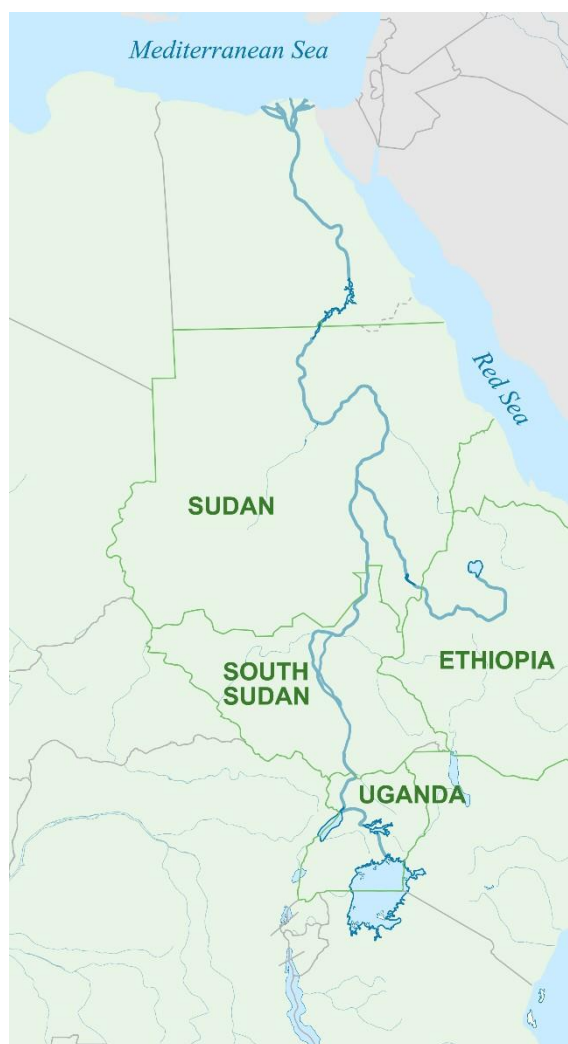 Mediterranean Sea
Red Sea
SUDAN
ETHIOPIA
SOUTH
SUDAN
UGANDA